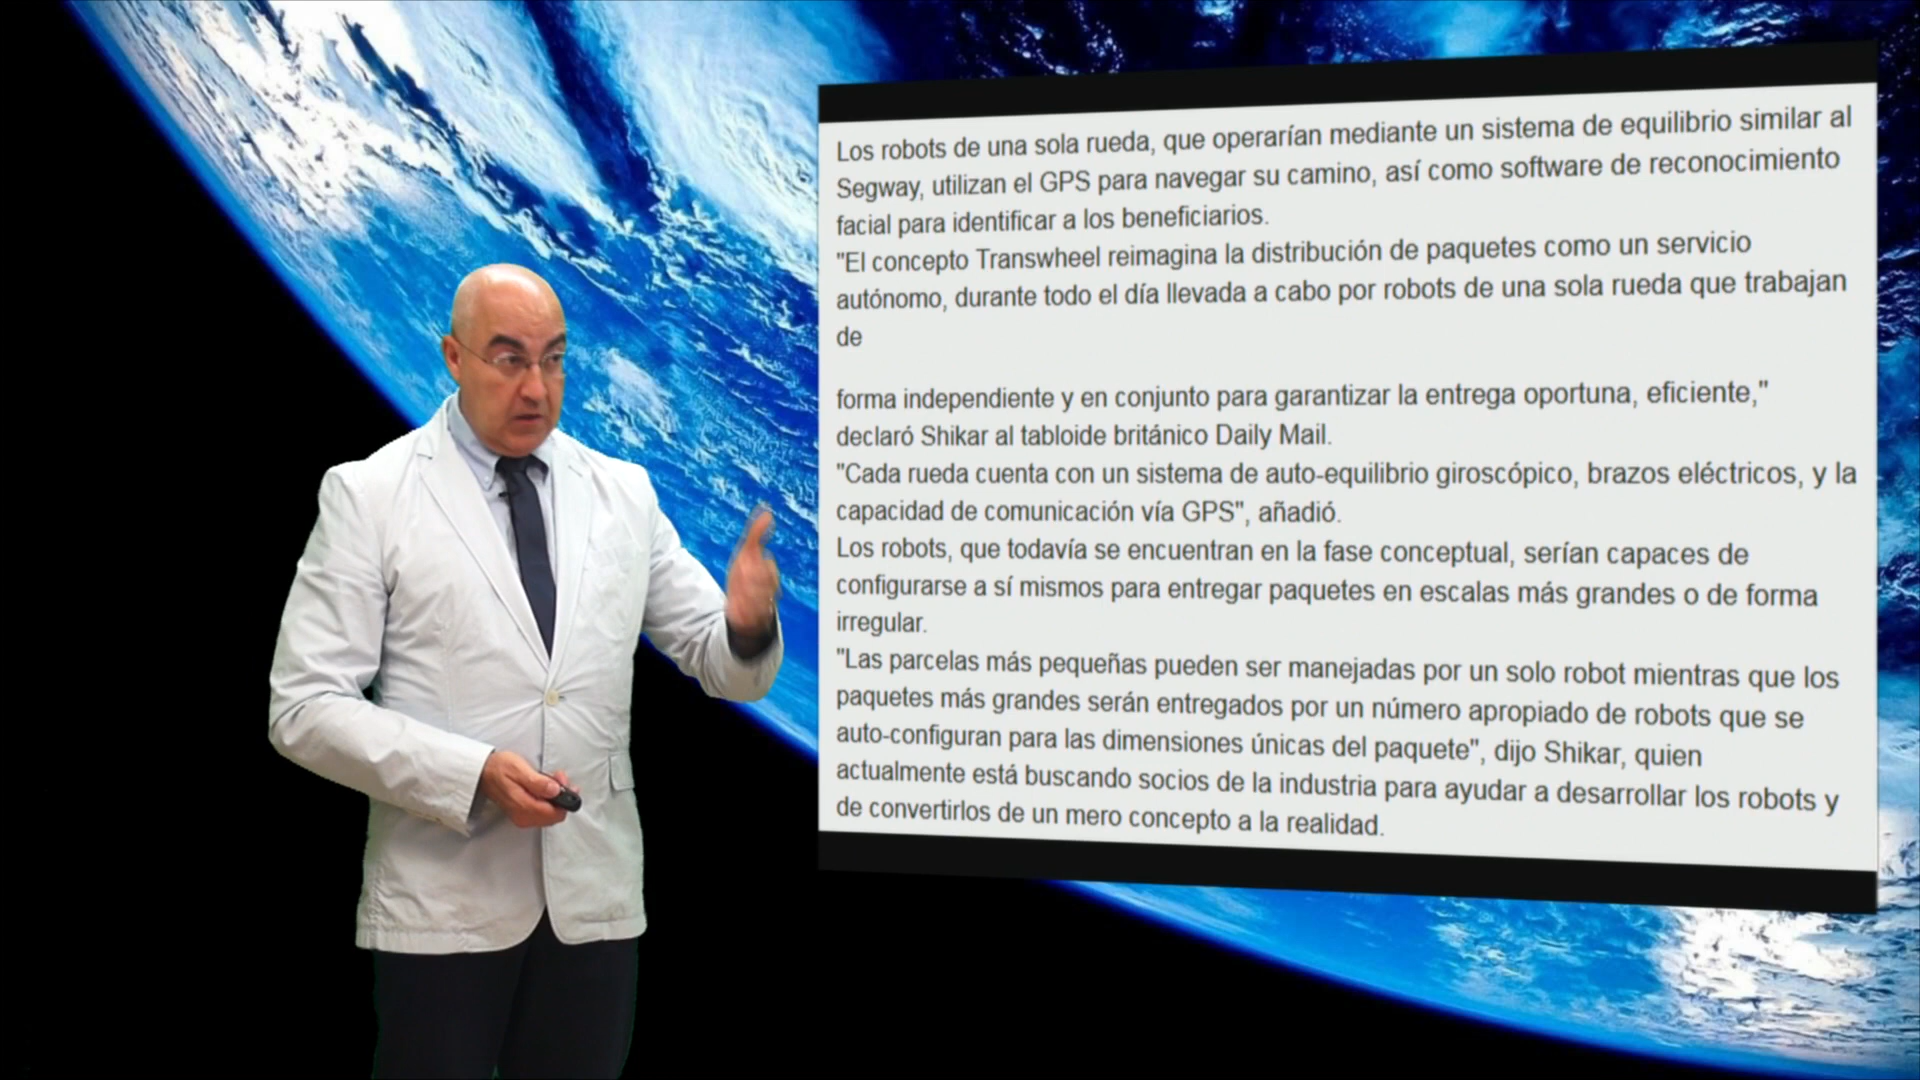 Los robots de una sola rueda, que operarían mediante un sistema de equilibrio similar al
Segway, utilizan el GPS para navegar su camino, así como software de reconocimiento
facial para identificar a los beneficiarios.
"El concepto Transwheel reimagina la distribución de paquetes como un servicio
autónomo, durante todo el día llevada a cabo por robots de una sola rueda que trabajan
de
forma independiente y en conjunto para garantizar la entrega oportuna, eficiente,"
declaró Shikar al tabloide británico Daily Mail.
"Cada rueda cuenta con un sistema de auto-equilibrio giroscópico, brazos eléctricos, y la
capacidad de comunicación vía GPS", añadió.
Los robots, que todavía se encuentran en la fase conceptual, serían capaces de
configurarse a sí mismos para entregar paquetes en escalas más grandes o de forma
irregular.
"Las parcelas más pequeñas pueden ser manejadas por un solo robot mientras que los
paquetes más grandes serán entregados por un número apropiado de robots que se
auto-configuran para las dimensiones únicas del paquete", dijo Shikar, quien
actualmente está buscando socios de la industria para ayudar a desarrollar los robots y
de convertirlos de un mero concepto a la realidad.